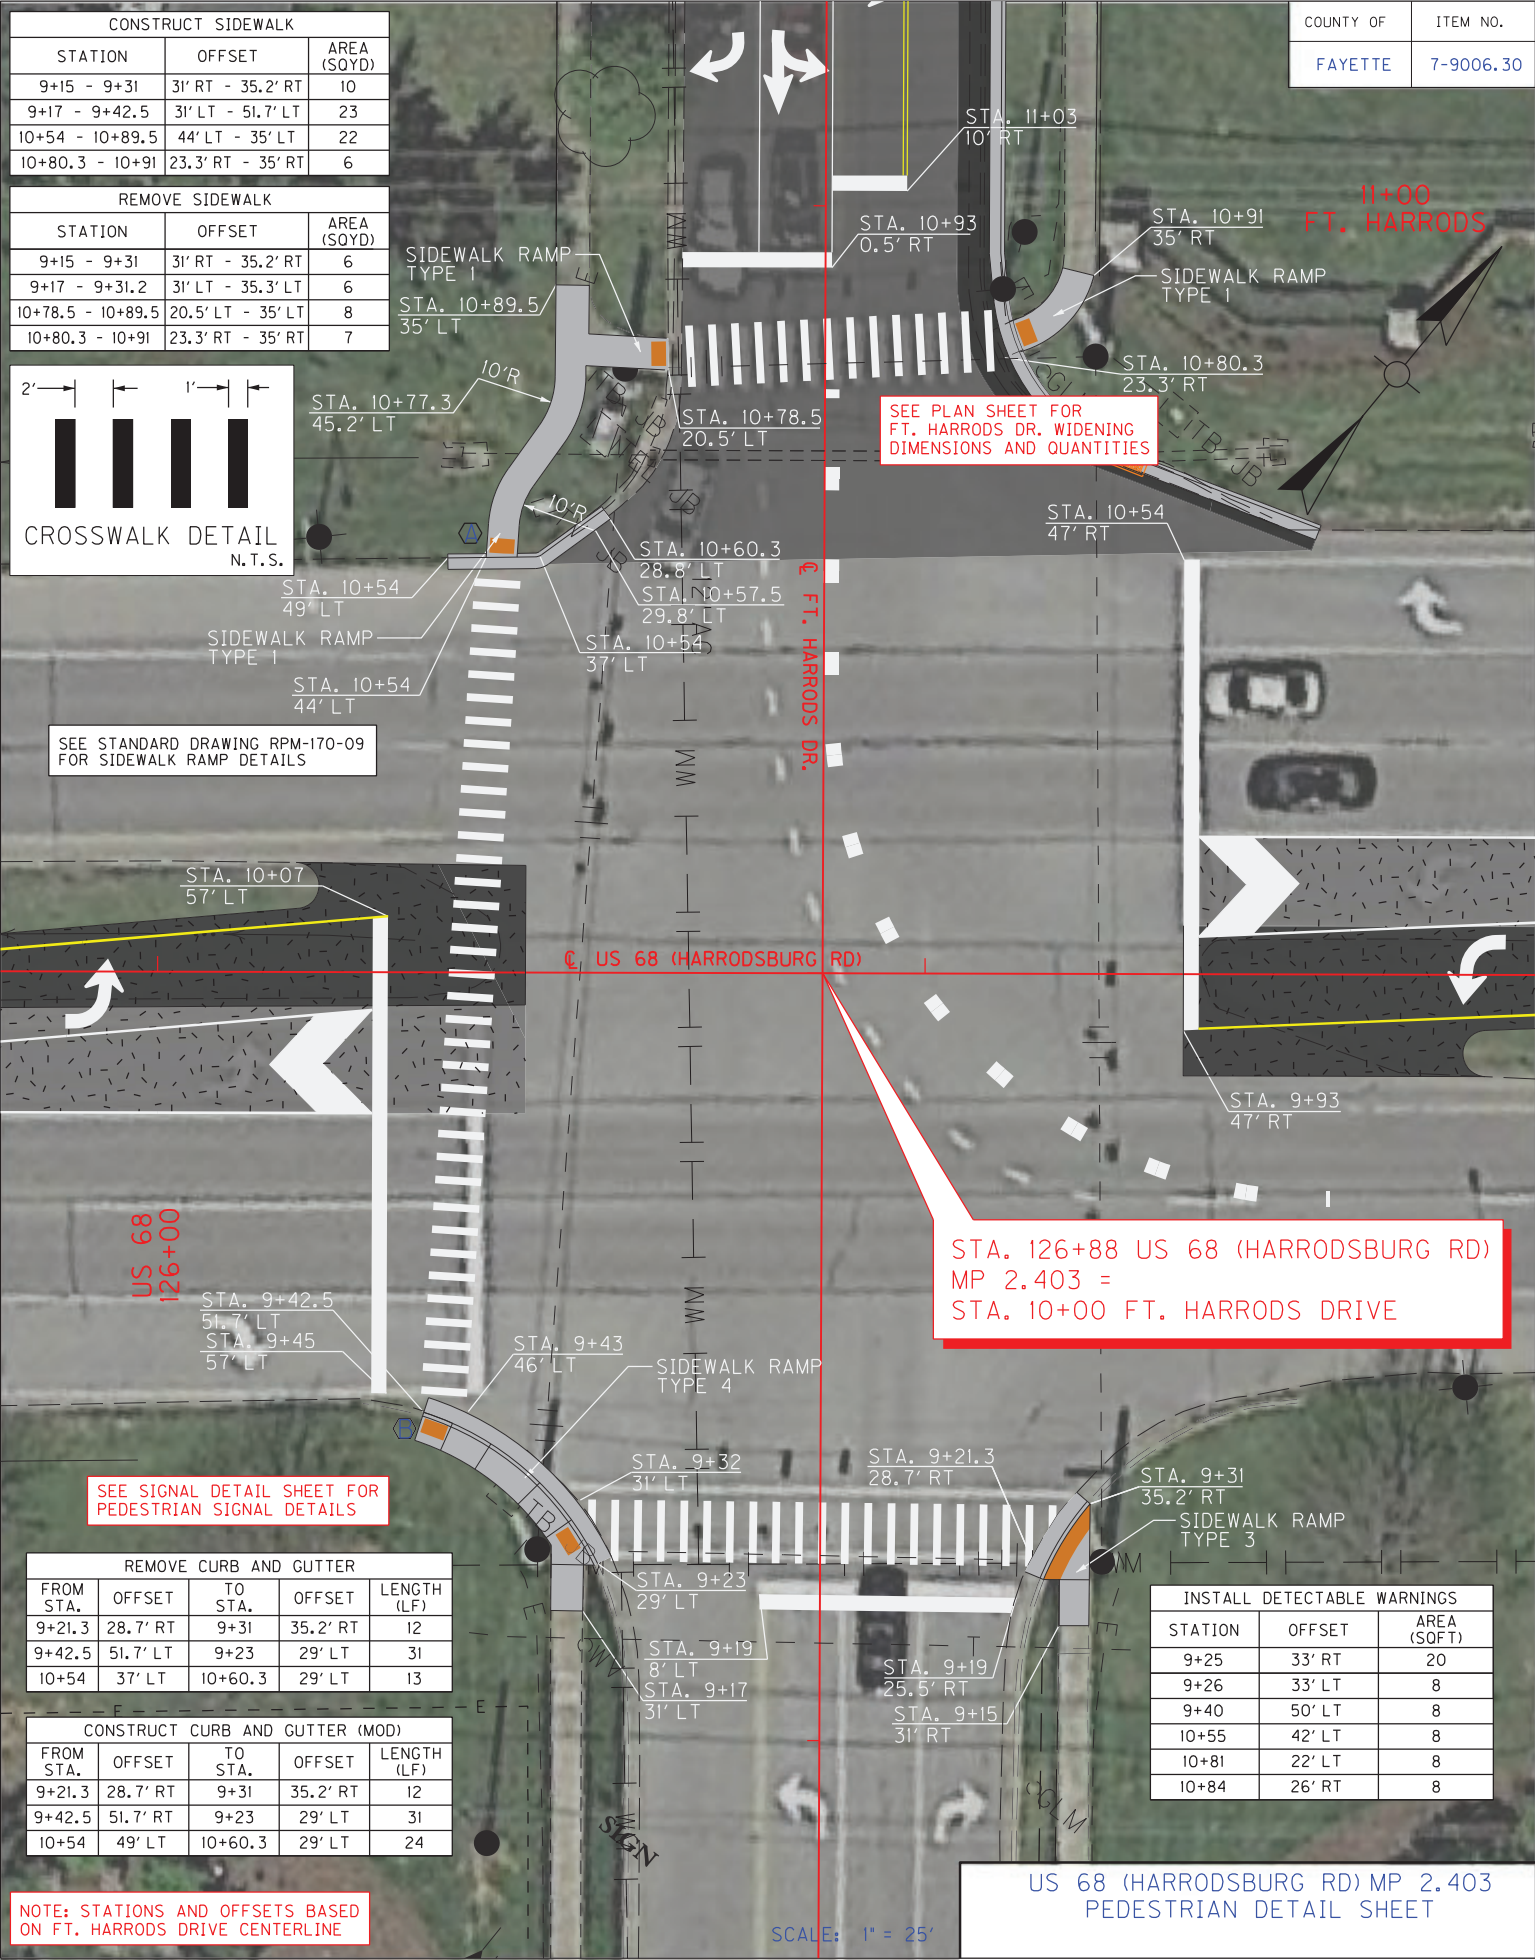 CONSTRUCT SIDEWALK
STATION OFFSET AREA (SQYD)
9+15 - 9+31 31' RT - 35.2' RT 10
9+17 - 9+42.5 31' LT - 51.7' LT 23
10+54 - 10+89.5 44' LT - 35' LT 22
10+80.3 - 10+91 23.3' RT - 35' RT 6
REMOVE SIDEWALK
STATION OFFSET AREA (SQYD)
9+15 - 9+31 31' RT - 35.2' RT 6
9+17 - 9+31.2 31' LT - 35.3' LT 6
10+78.5 - 10+89.5 20.5' LT - 35' LT 8
10+80.3 - 10+91 23.3' RT - 35' RT 7
2' 1'
CROSSWALK DETAIL
N.T.S.
COUNTY OF ITEM NO.
FAYETTE 7-9006.30
STA. 11+03
10' RT
STA. 10+93
0.5' RT
STA. 10+91
35' RT
11+00
FT. HARRODS
SIDEWALK RAMP
TYPE 1
SIDEWALK RAMP
TYPE 1
STA. 10+89.5
35' LT
STA. 10+80.3
23.3' RT
10'R
STA. 10+77.3
45.2' LT
STA. 10+78.5
20.5' LT
SEE PLAN SHEET FOR
FT. HARRODS DR. WIDENING
DIMENSIONS AND QUANTITIES
10'R
A
STA. 10+54
47' RT
STA. 10+60.3
28.8' LT
STA. 10+57.5
29.8' LT
STA. 10+54
37' LT
STA. 10+54
49' LT
SIDEWALK RAMP
TYPE 1
STA. 10+54
44' LT
℄ FT. HARRODS DR.
SEE STANDARD DRAWING RPM-170-09
FOR SIDEWALK RAMP DETAILS
STA. 10+07
57' LT
℄ US 68 (HARRODSBURG RD)
STA. 9+93
47' RT
STA. 126+88 US 68 (HARRODSBURG RD)
MP 2.403 =
STA. 10+00 FT. HARRODS DRIVE
US 68
126+00
STA. 9+42.5
51.7' LT
STA. 9+45
57' LT
STA. 9+43
46' LT
SIDEWALK RAMP
TYPE 4
B
STA. 9+32
31' LT
STA. 9+21.3
28.7' RT
STA. 9+31
35.2' RT
SIDEWALK RAMP
TYPE 3
SEE SIGNAL DETAIL SHEET FOR
PEDESTRIAN SIGNAL DETAILS
STA. 9+23
29' LT
STA. 9+19
8' LT
STA. 9+17
31' LT
STA. 9+19
25.5' RT
STA. 9+15
31' RT
REMOVE CURB AND GUTTER
FROM STA. OFFSET TO STA. OFFSET LENGTH (LF)
9+21.3 28.7' RT 9+31 35.2' RT 12
9+42.5 51.7' LT 9+23 29' LT 31
10+54 37' LT 10+60.3 29' LT 13
CONSTRUCT CURB AND GUTTER (MOD)
FROM STA. OFFSET TO STA. OFFSET LENGTH (LF)
9+21.3 28.7' RT 9+31 35.2' RT 12
9+42.5 51.7' RT 9+23 29' LT 31
10+54 49' LT 10+60.3 29' LT 24
INSTALL DETECTABLE WARNINGS
STATION OFFSET AREA (SQFT)
9+25 33' RT 20
9+26 33' LT 8
9+40 50' LT 8
10+55 42' LT 8
10+81 22' LT 8
10+84 26' RT 8
SIGN
NOTE: STATIONS AND OFFSETS BASED
ON FT. HARRODS DRIVE CENTERLINE
SCALE: 1" = 25'
US 68 (HARRODSBURG RD) MP 2.403
PEDESTRIAN DETAIL SHEET